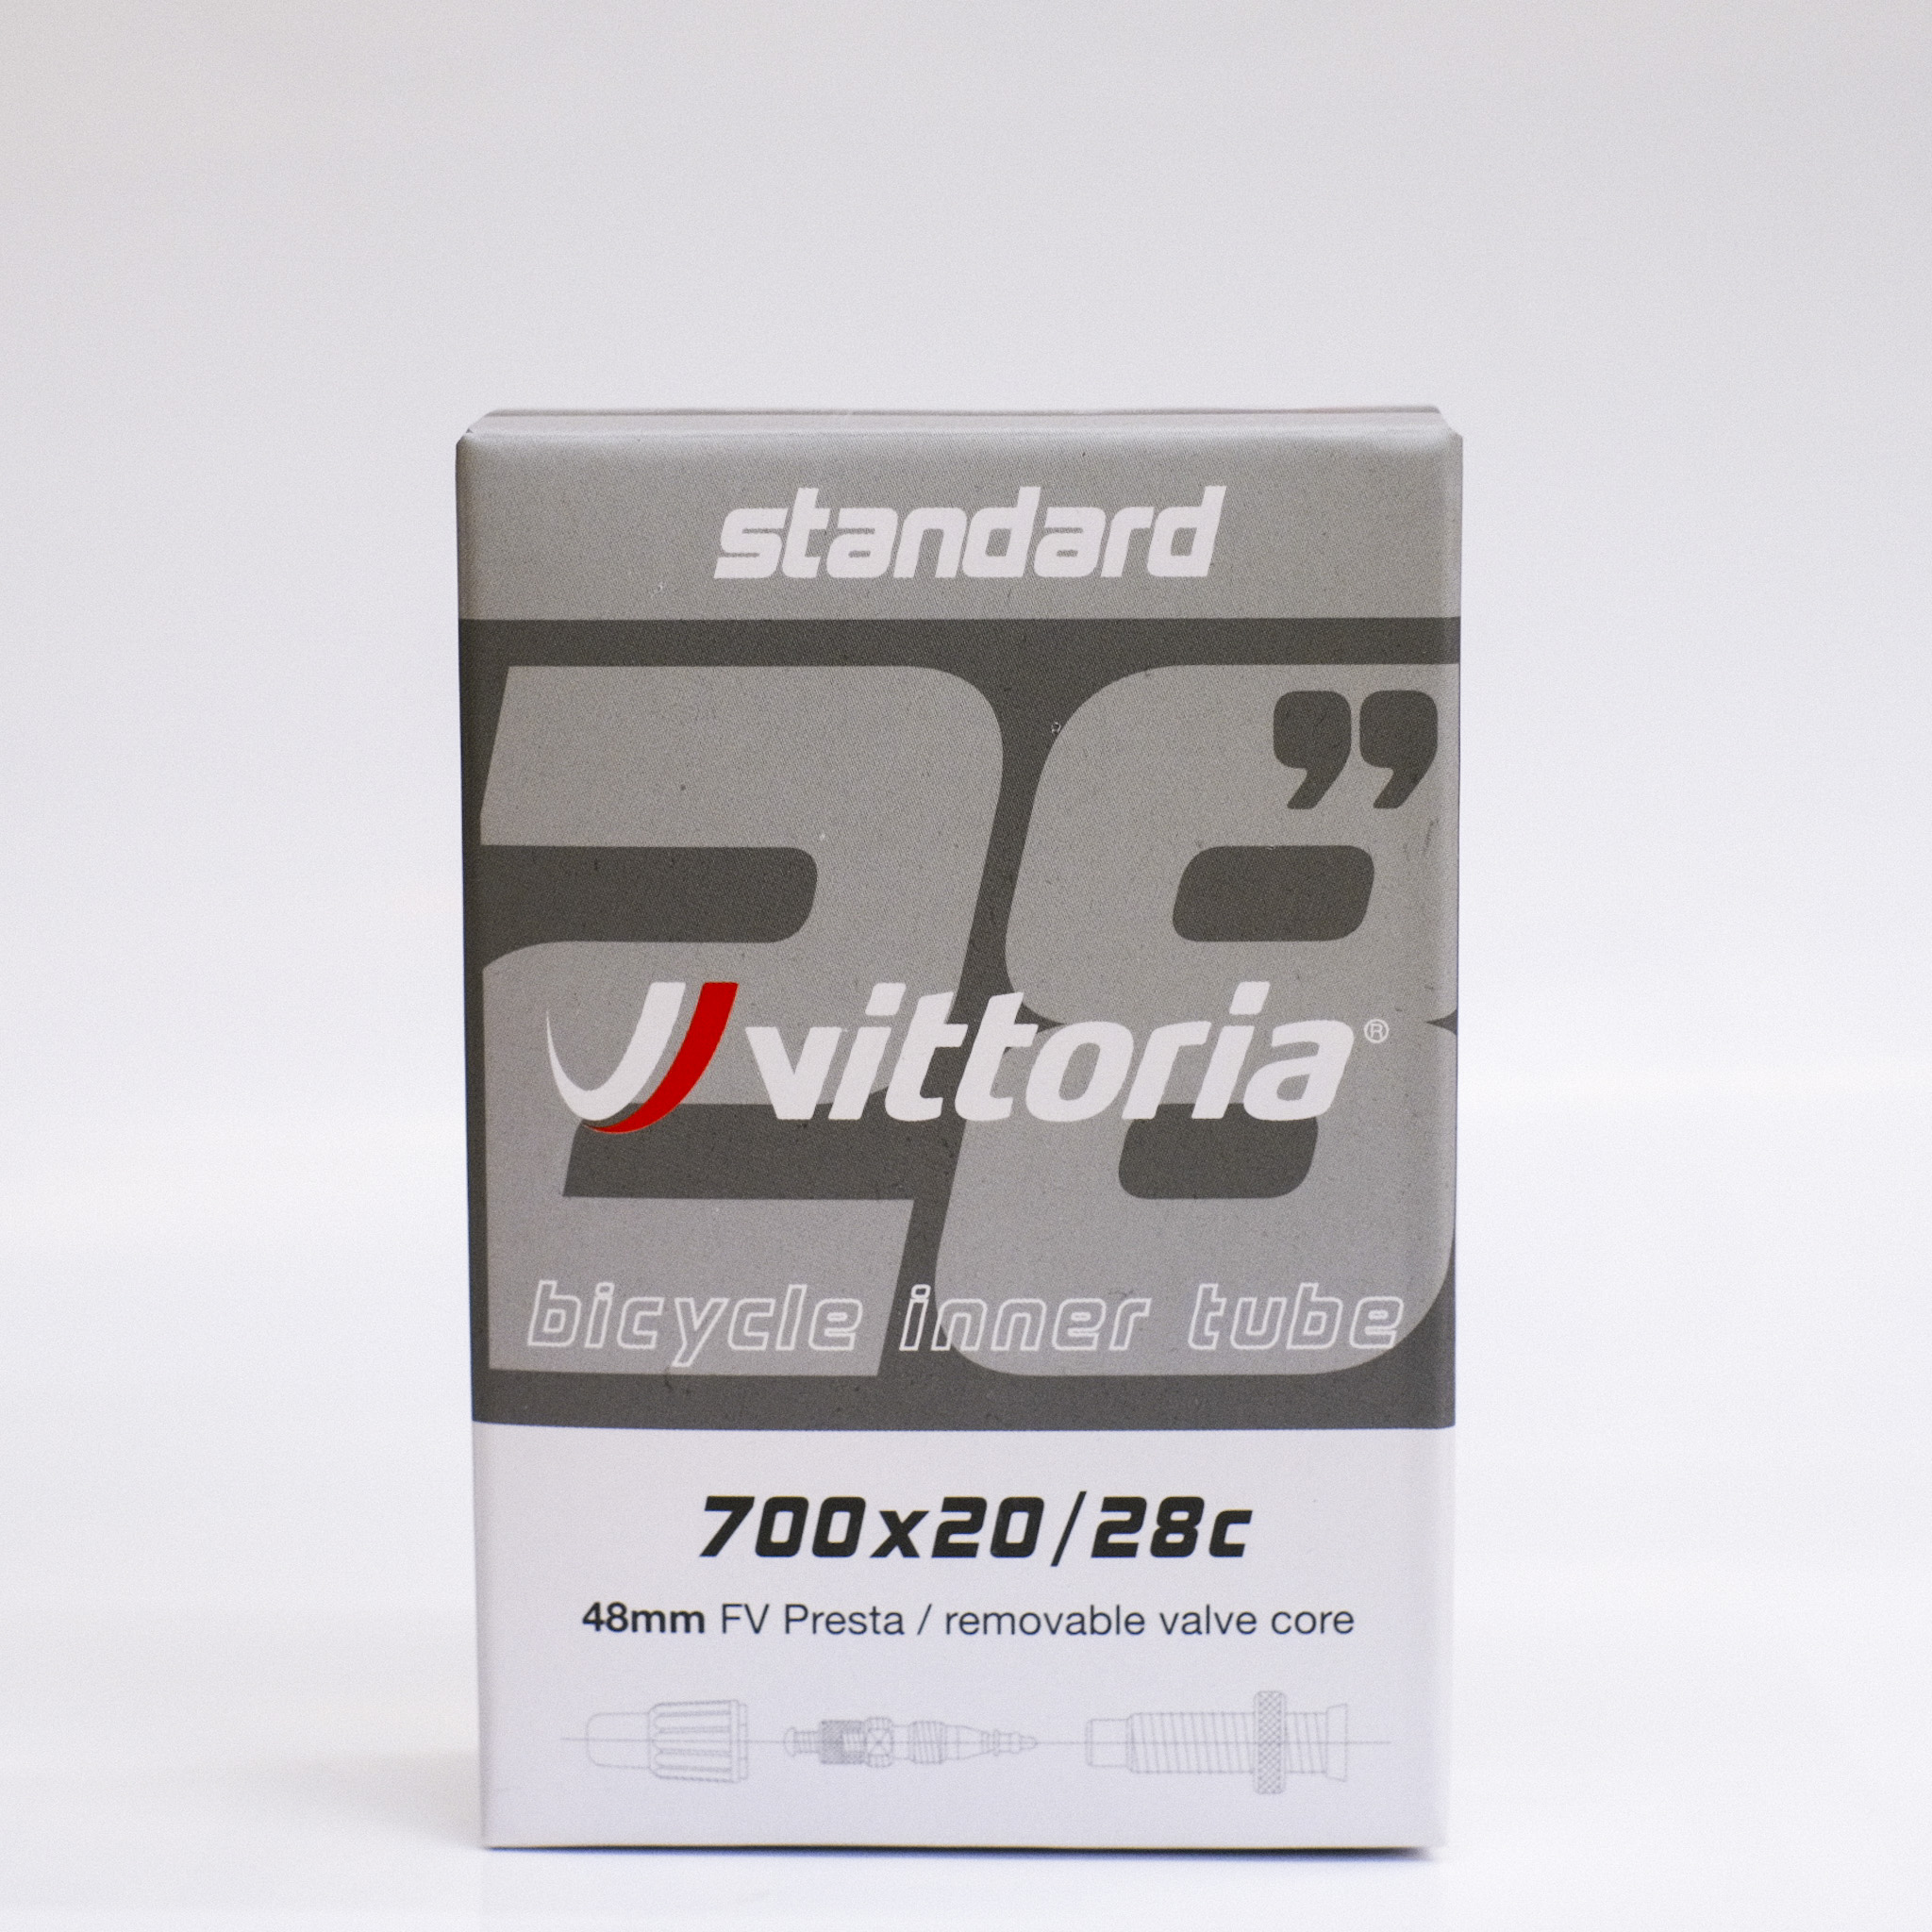 standard
28”
vittoria®
bicycle inner tube
700x20/28c
48mm FV Presta / removable valve core